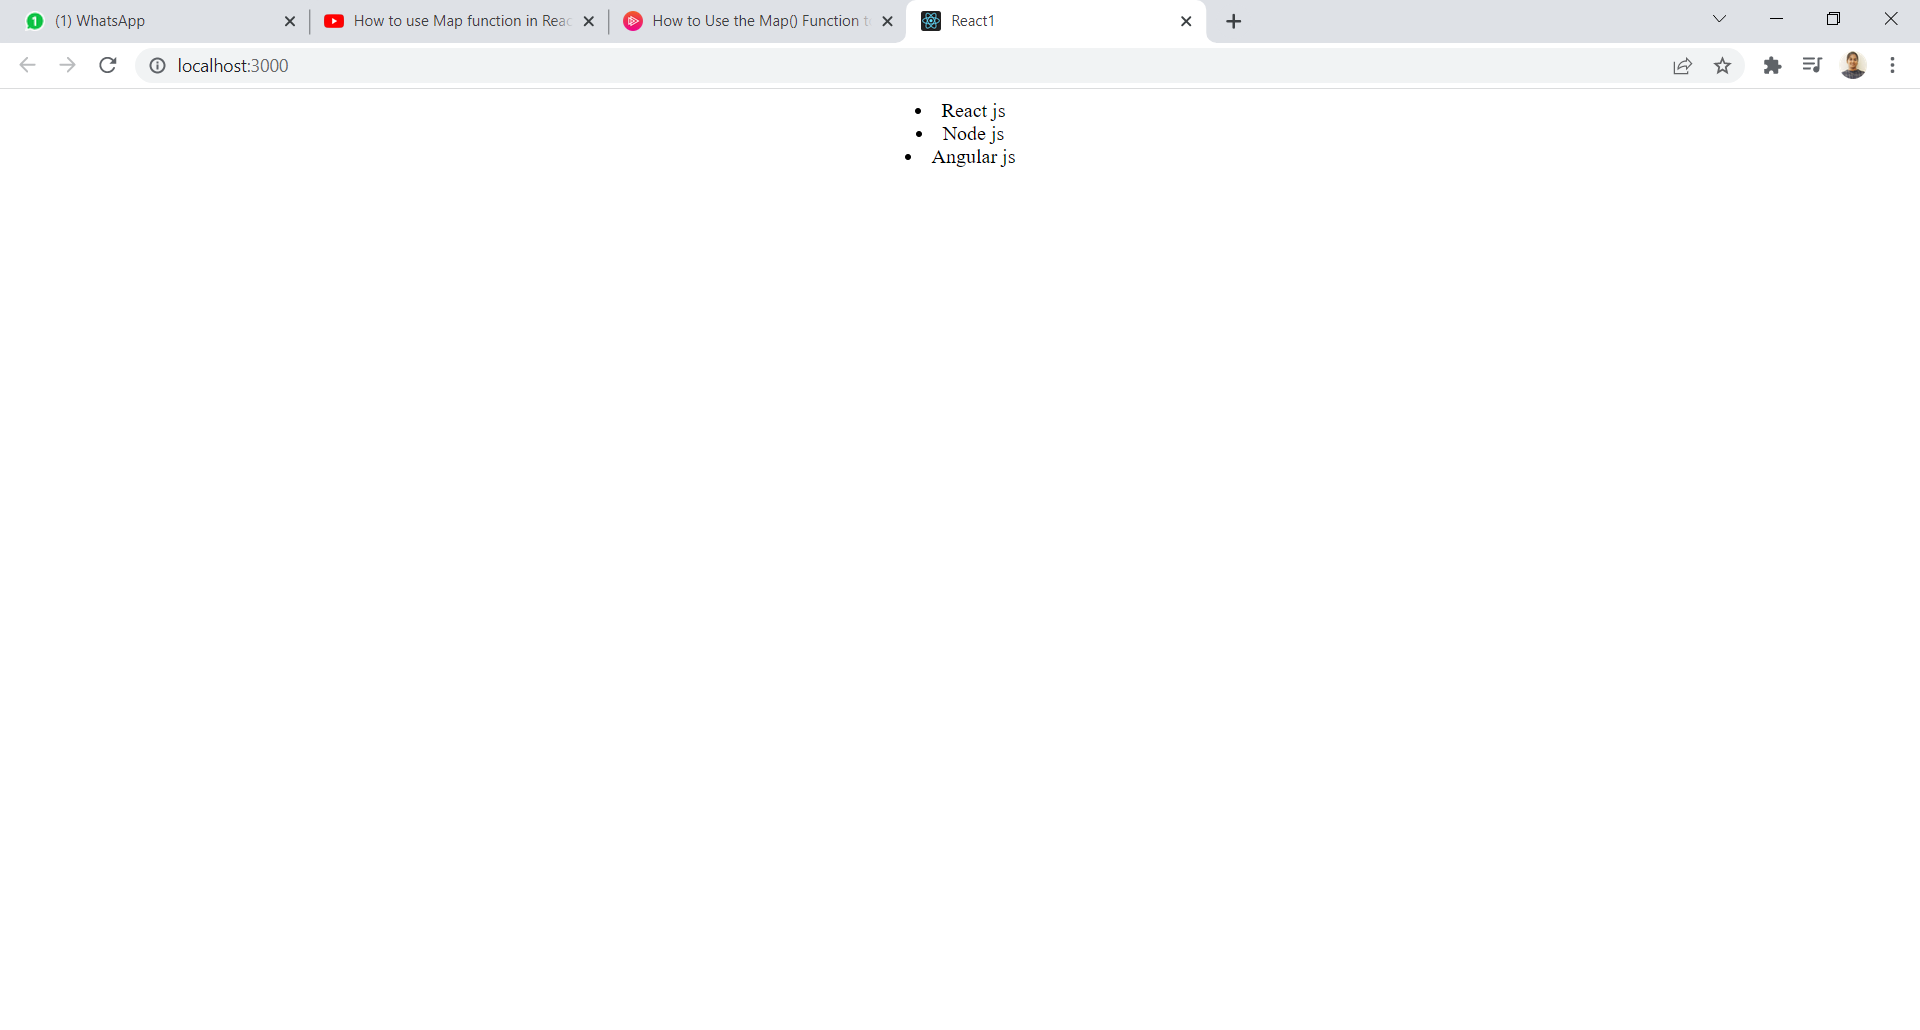 1 (1) WhatsApp
How to use Map function in Reac
How to Use the Map() Function t
React1
localhost:3000
• React js
• Node js
• Angular js